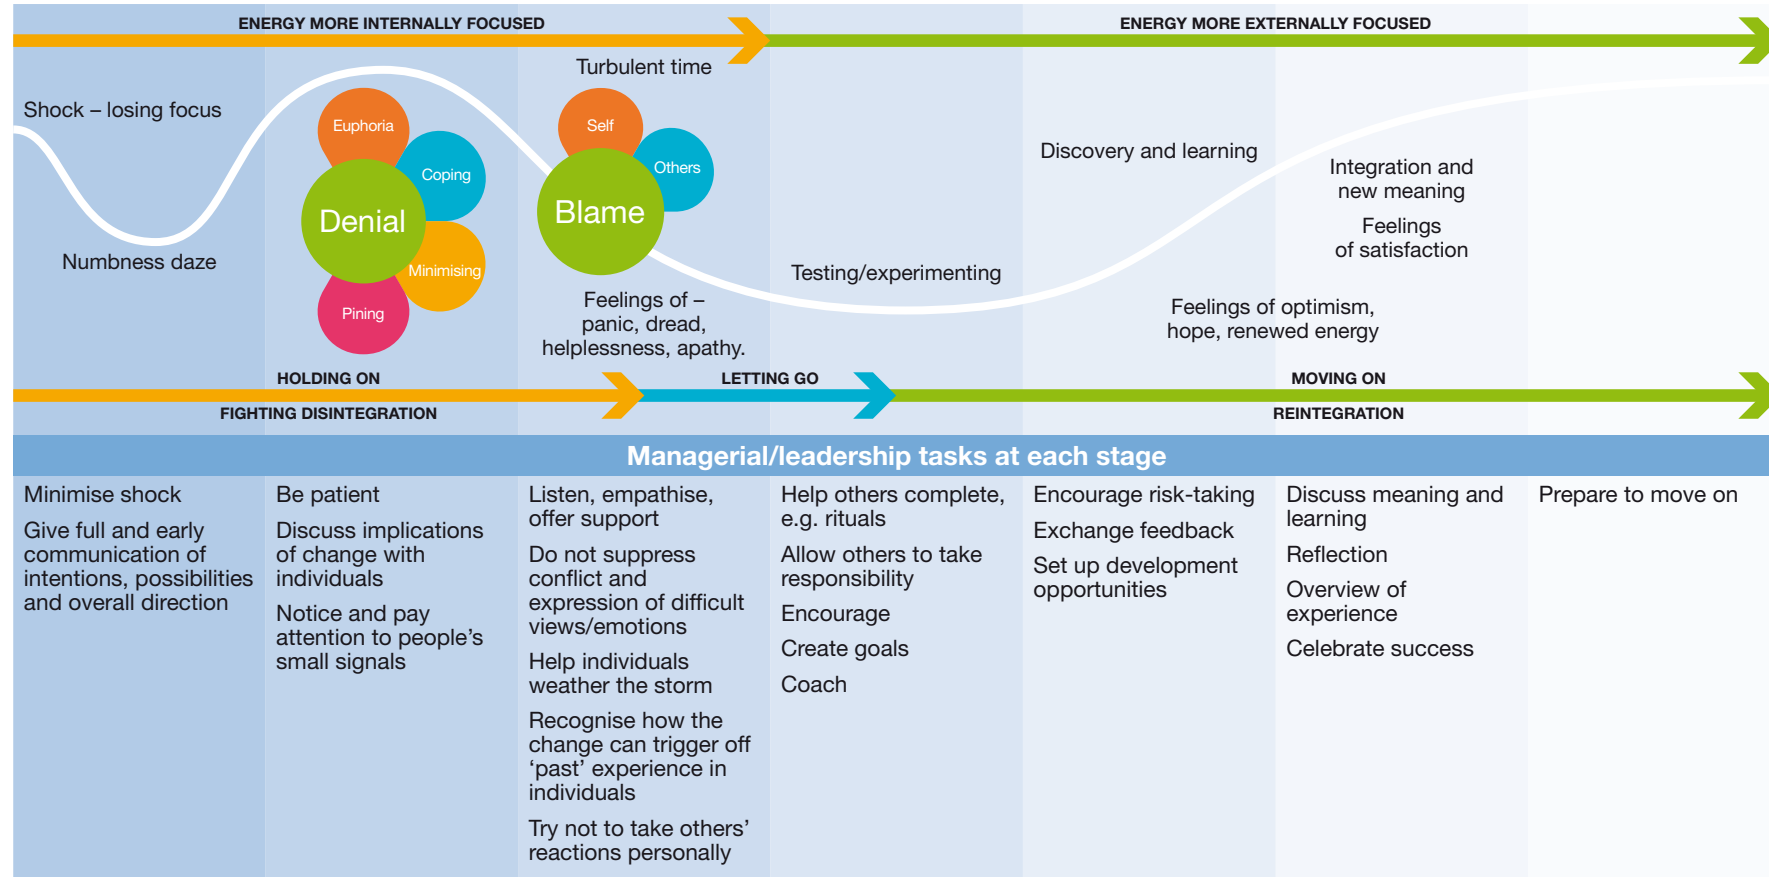 ENERGY MORE INTERNALLY FOCUSED
ENERGY MORE EXTERNALLY FOCUSED
Shock – losing focus
Numbness daze
Euphoria
Coping
Denial
Minimising
Pining
Turbulent time
Self
Others
Blame
Feelings of –
panic, dread,
helplessness, apathy.
Testing/experimenting
Discovery and learning
Feelings of optimism,
hope, renewed energy
Integration and
new meaning
Feelings
of satisfaction
HOLDING ON
FIGHTING DISINTEGRATION
LETTING GO
MOVING ON
REINTEGRATION
Managerial/leadership tasks at each stage
Minimise shock
Give full and early
communication of
intentions, possibilities
and overall direction
Be patient
Discuss implications
of change with
individuals
Notice and pay
attention to people’s
small signals
Listen, empathise,
offer support
Do not suppress
conflict and
expression of difficult
views/emotions
Help individuals
weather the storm
Recognise how the
change can trigger off
‘past’ experience in
individuals
Try not to take others’
reactions personally
Help others complete,
e.g. rituals
Allow others to take
responsibility
Encourage
Create goals
Coach
Encourage risk-taking
Exchange feedback
Set up development
opportunities
Discuss meaning and
learning
Reflection
Overview of
experience
Celebrate success
Prepare to move on